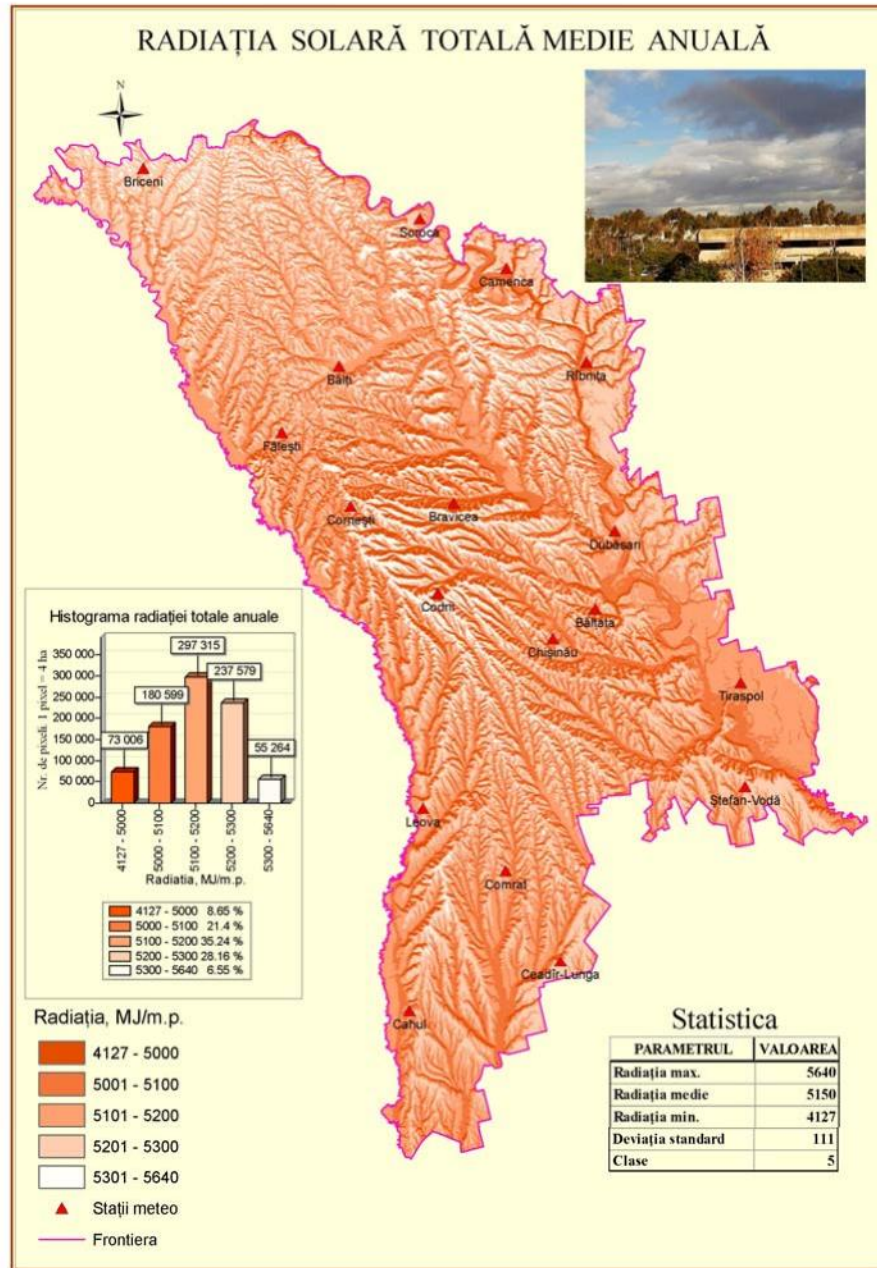 RADIAȚIA SOLARĂ TOTALĂ MEDIE ANUALĂ
N
Briceni
Soroca
Camenca
Bălți
Rîbnița
Fălești
Cornești
Bravicea
Dubăsari
Codrii
Bălțata
Chișinău
Tiraspol
Ștefan-Vodă
Leova
Comrat
Ceadîr-Lunga
Cahul
Histograma radiației totale anuale
Nr. de pixeli. 1 pixel = 4 ha
350 000
300 000
250 000
200 000
150 000
100 000
50 000
0
73 006
180 599
297 315
237 579
55 264
4127 - 5000
5000 - 5100
5100 - 5200
5200 - 5300
5300 - 5640
Radiatia, MJ/m.p.
4127 - 5000 8.65 %
5000 - 5100 21.4 %
5100 - 5200 35.24 %
5200 - 5300 28.16 %
5300 - 5640 6.55 %
Radiația, MJ/m.p.
4127 - 5000
5001 - 5100
5101 - 5200
5201 - 5300
5301 - 5640
Stații meteo
Frontiera
Statistica
PARAMETRUL VALOAREA
Radiația max. 5640
Radiația medie 5150
Radiația min. 4127
Deviația standard 111
Clase 5